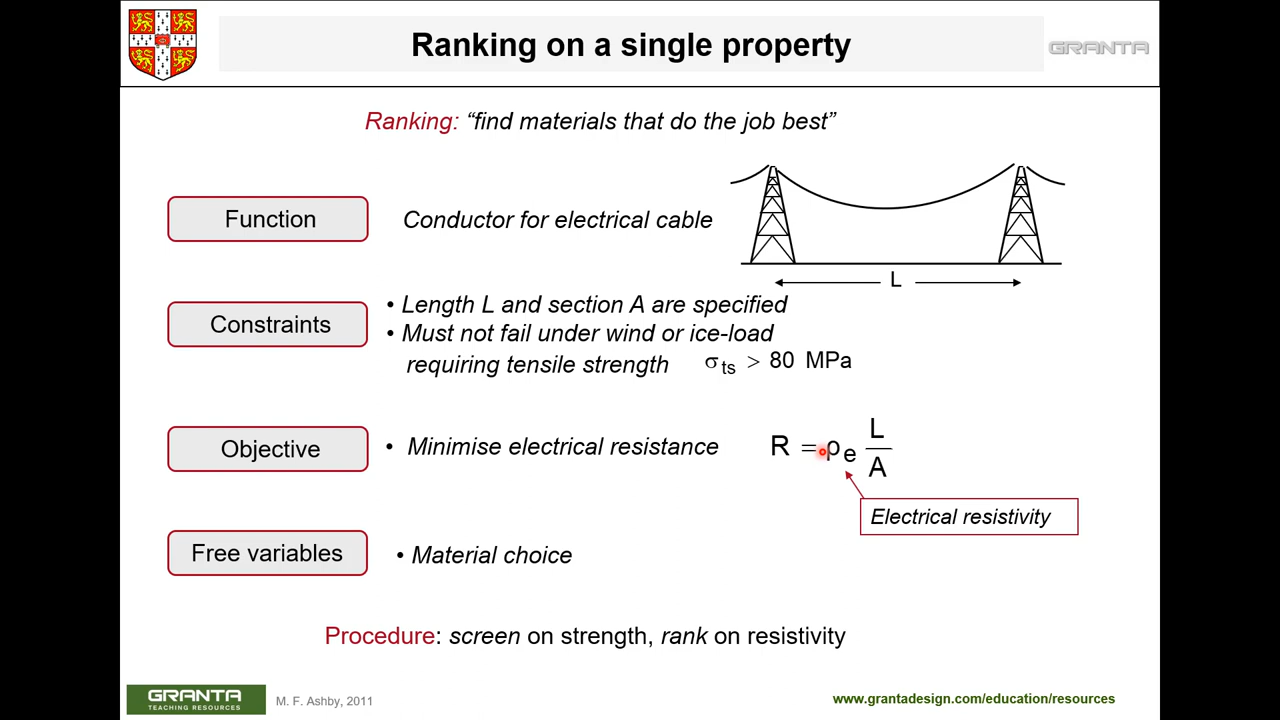 Ranking on a single property
GRANTA
Ranking: “find materials that do the job best”
Function
Conductor for electrical cable
L
Constraints
• Length L and section A are specified
• Must not fail under wind or ice-load
requiring tensile strength σts > 80 MPa
Objective
• Minimise electrical resistance
R = ρe L/A
Electrical resistivity
Free variables
• Material choice
Procedure: screen on strength, rank on resistivity
GRANTA
TEACHING RESOURCES
M. F. Ashby, 2011
www.grantadesign.com/education/resources